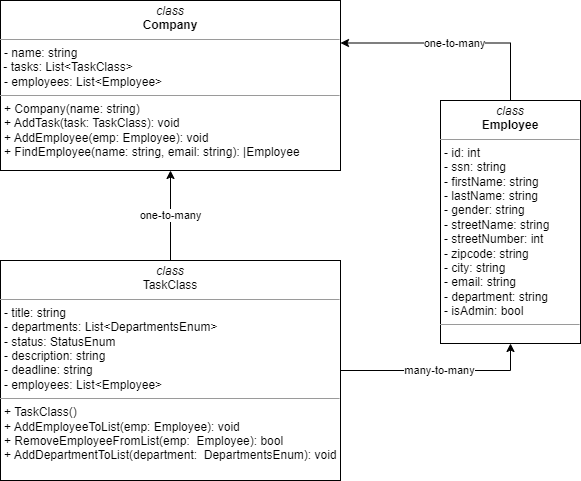 class
Company
- name: string
- tasks: List<TaskClass>
- employees: List<Employee>
+ Company(name: string)
+ AddTask(task: TaskClass): void
+ AddEmployee(emp: Employee): void
+ FindEmployee(name: string, email: string): |Employee
one-to-many
class
Employee
- id: int
- ssn: string
- firstName: string
- lastName: string
- gender: string
- streetName: string
- streetNumber: int
- zipcode: string
- city: string
- email: string
- department: string
- isAdmin: bool
one-to-many
class
TaskClass
- title: string
- departments: List<DepartmentsEnum>
- status: StatusEnum
- description: string
- deadline: string
- employees: List<Employee>
+ TaskClass()
+ AddEmployeeToList(emp: Employee): void
+ RemoveEmployeeFromList(emp:  Employee): bool
+ AddDepartmentToList(department:  DepartmentsEnum): void
many-to-many